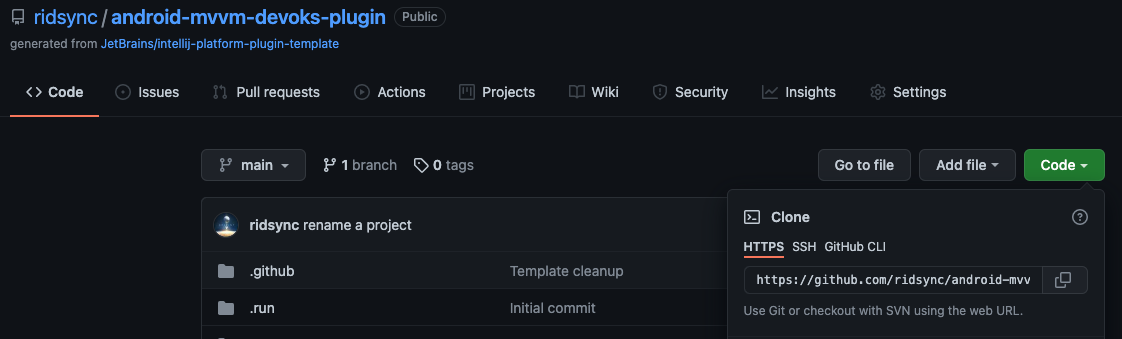 ridsync / android-mvvm-devoks-plugin Public
generated from JetBrains/intellij-platform-plugin-template
Code Issues Pull requests Actions Projects Wiki Security Insights Settings
main 1 branch 0 tags Go to file Add file Code
ridsync rename a project
.github Template cleanup
.run Initial commit
Clone
HTTPS SSH GitHub CLI
https://github.com/ridsync/android-mvv
Use Git or checkout with SVN using the web URL.